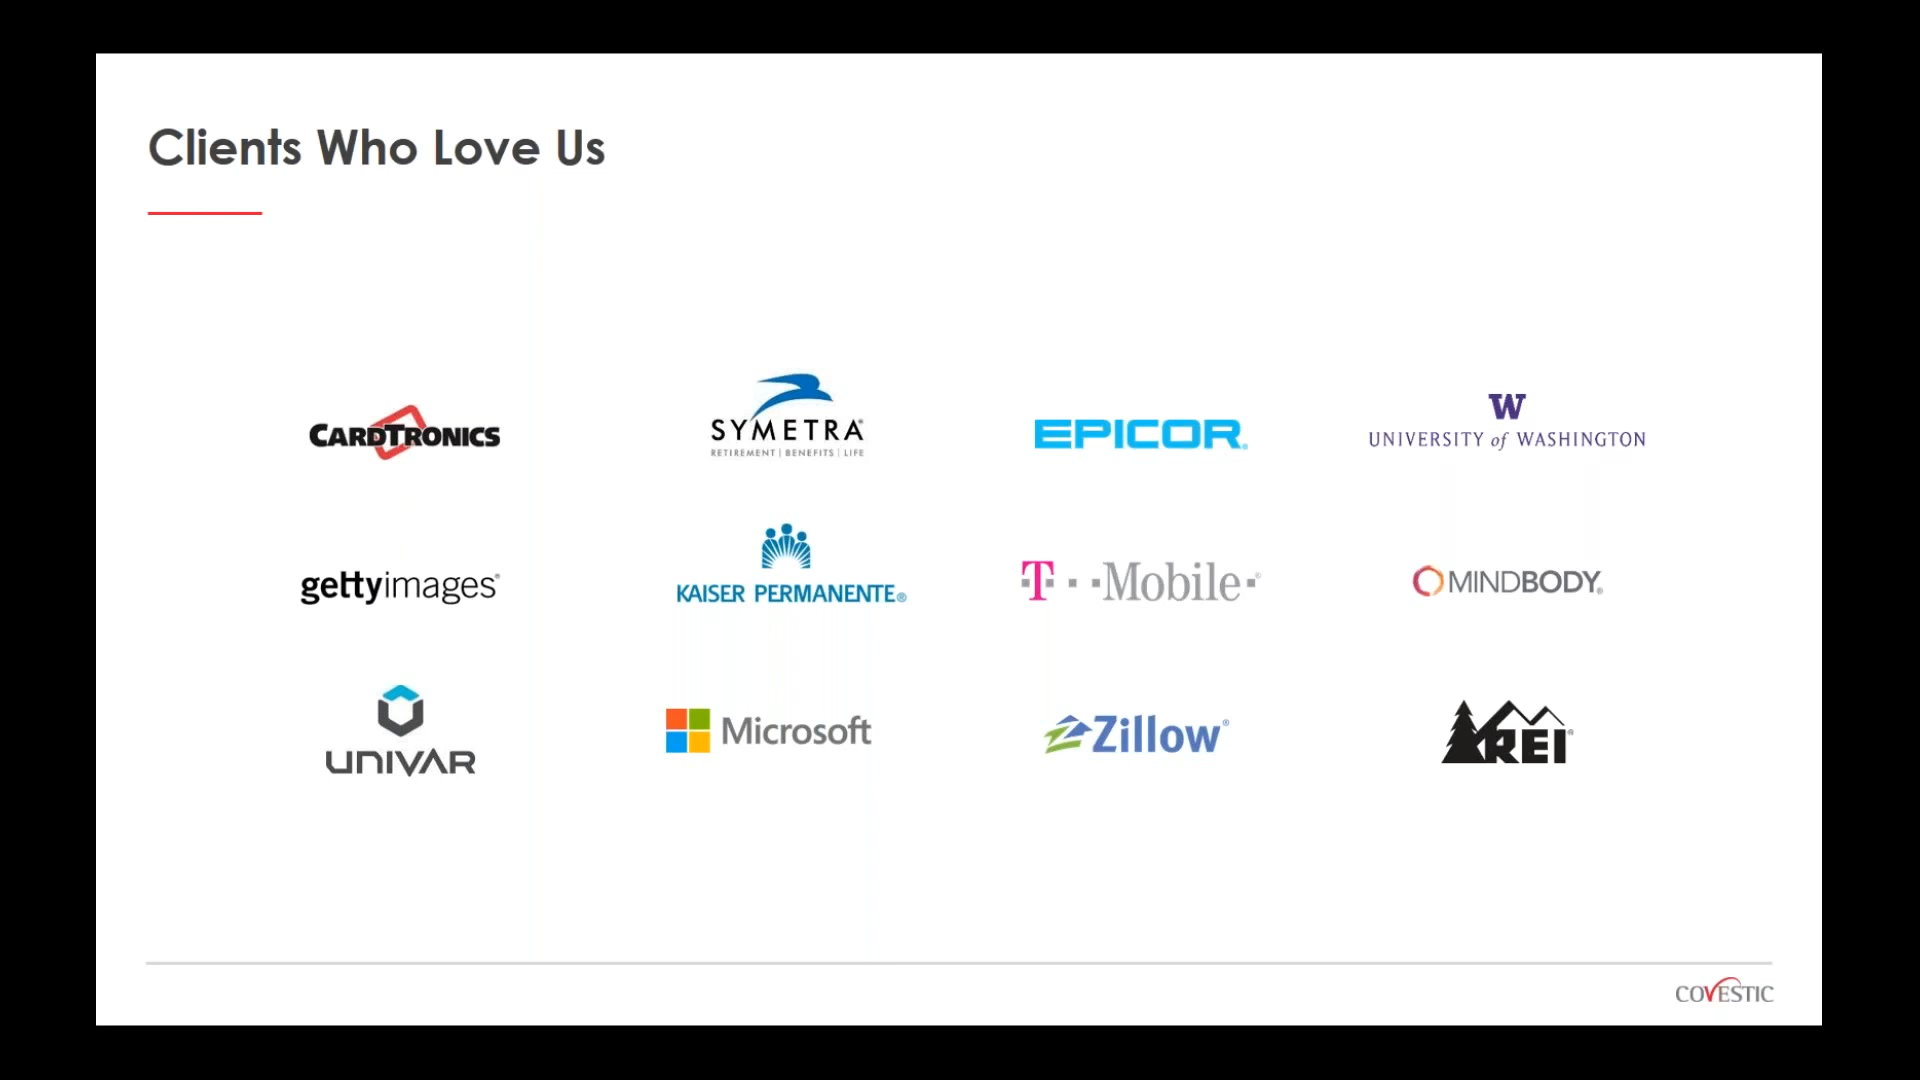 Clients Who Love Us
CARDTRONICS
SYMETRA®
RETIREMENT | BENEFITS | LIFE
EPICOR®
W
UNIVERSITY of WASHINGTON
gettyimages®
KAISER PERMANENTE®
T··Mobile·®
MINDBODY®
UNIVAR
Microsoft
Zillow®
REI®
COVESTIC